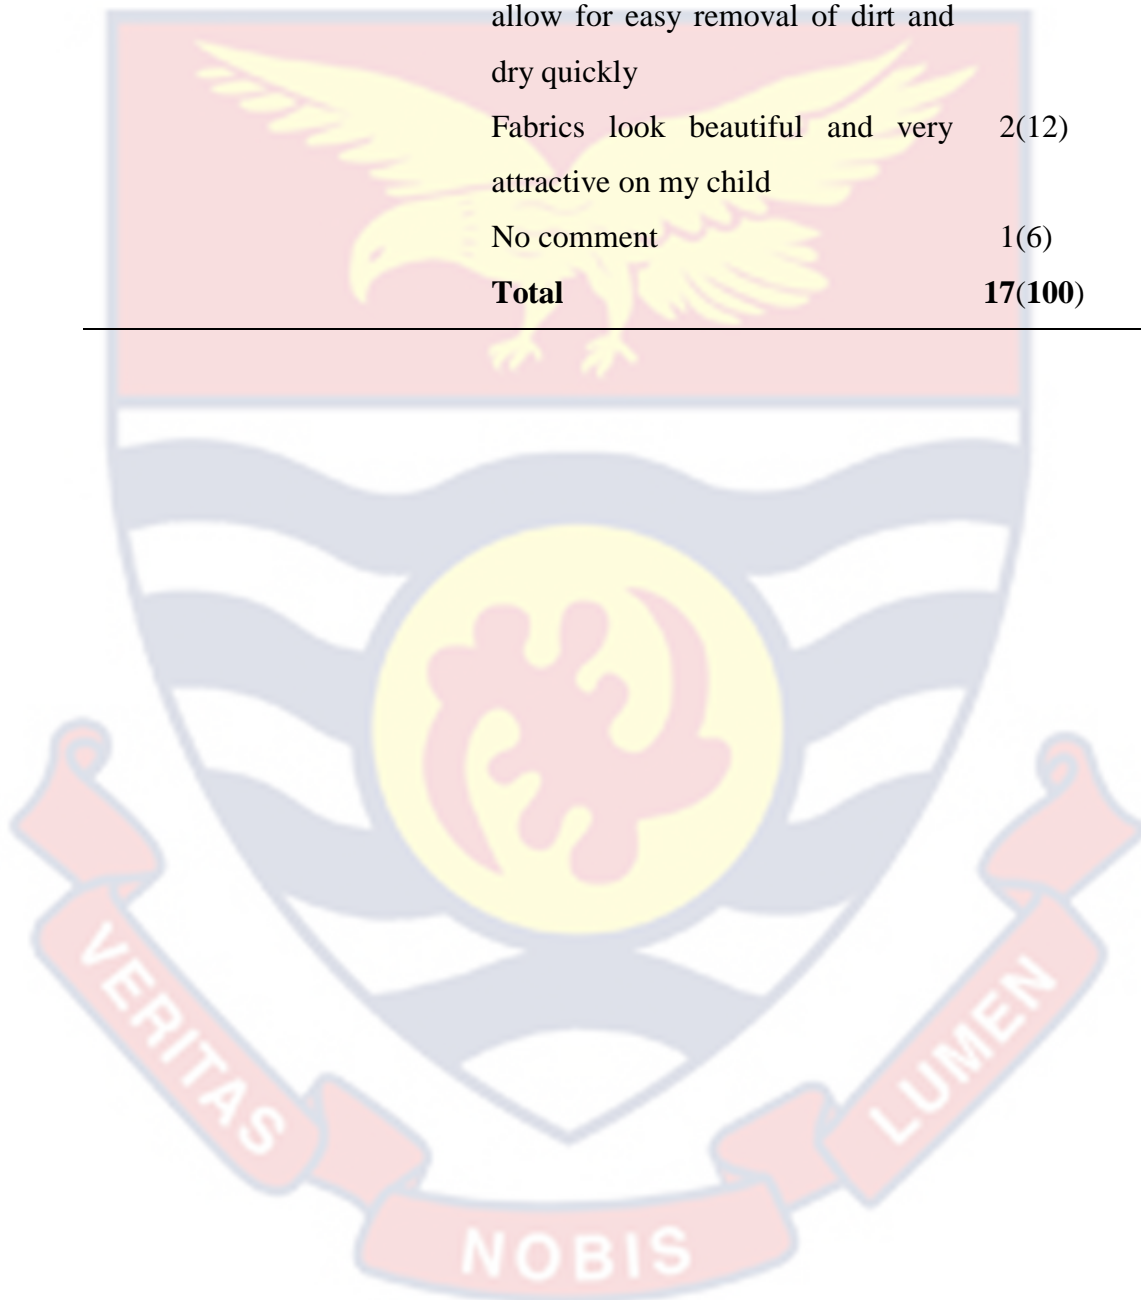 allow for easy removal of dirt and
dry quickly
Fabrics look beautiful and very 2(12)
attractive on my child
No comment 1(6)
Total 17(100)
VERITAS
NOBIS
LUMEN